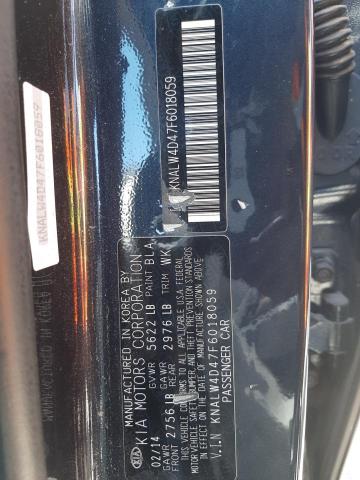 KNALW4D47F6018059
KNALW4D47F6018059
MANUFACTURED IN KOREA BY
KIA KIA MOTORS CORPORATION
02/14 GVWR 5622 LB PAINT BLA
GAWR GAWR TRIM WK
FRONT 2756 LB REAR 2976 LB
THIS VEHICLE CONFORMS TO ALL APPLICABLE U.S.A. FEDERAL
MOTOR VEHICLE SAFETY, BUMPER, AND THEFT PREVENTION STANDARDS
IN EFFECT ON THE DATE OF MANUFACTURE SHOWN ABOVE.
V.I.N KNALW4D47F6018059
PASSENGER CAR